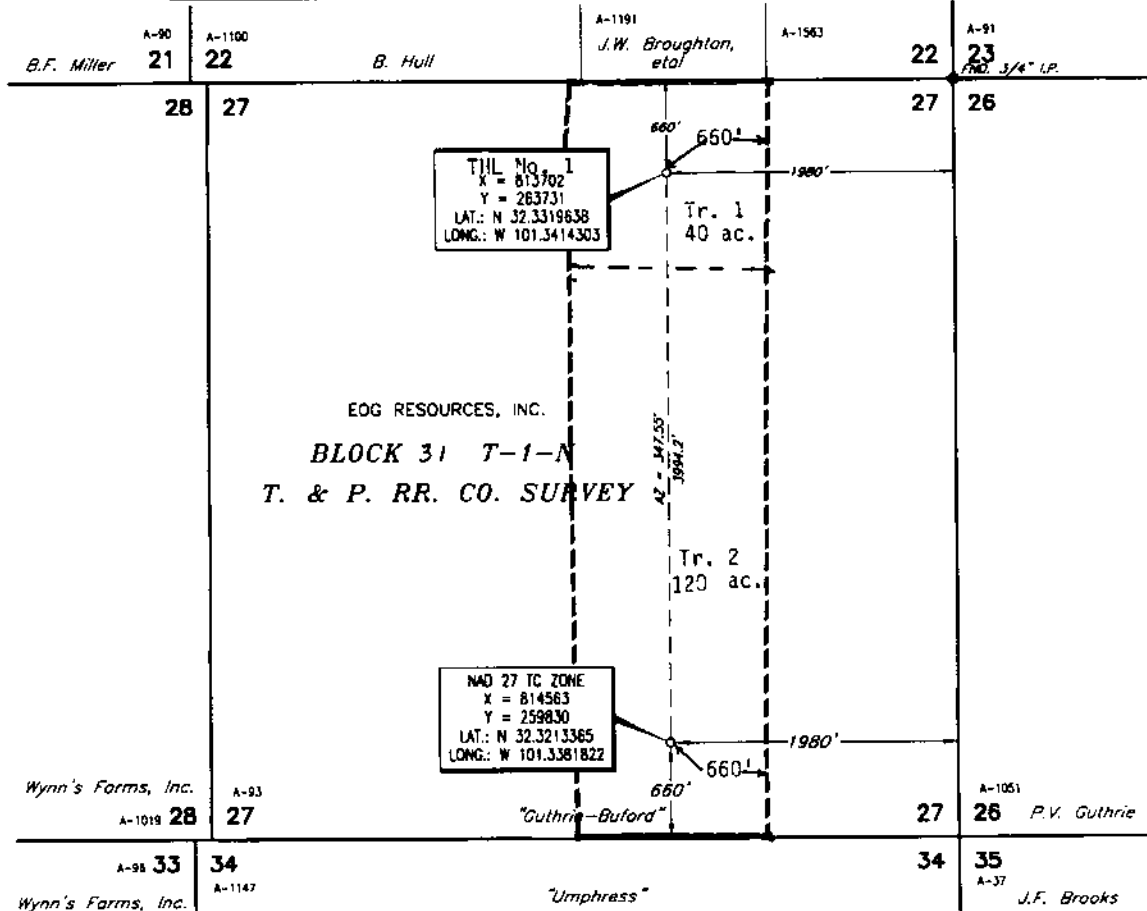 A-1191
A-90 A-1100 J.W. Broughton, A-1563 A-91
B.F. Miller 21 22 B. Hull etal 22 23
FND. 3/4" I.P.
28 27 27 26
660'
660'
THL No. 1
X = 813702
Y = 263731
LAT.: N 32.3319638
LONG.: W 101.3414303
1980'
Tr. 1
40 ac.
EOG RESOURCES, INC.
BLOCK 31 T-1-N
T. & P. RR. CO. SURVEY
AZ = 347.55'
3994.2'
Tr. 2
120 ac.
NAD 27 TC ZONE
X = 814563
Y = 259830
LAT.: N 32.3213365
LONG.: W 101.3381822
1980'
660'
660'
Wynn's Farms, Inc. A-93 A-1051
A-1019 28 27 "Guthrie-Buford" 27 26 P.V. Guthrie
A-98 33 34 34 35
A-1147 A-37
Wynn's Farms, Inc. "Umphress" J.F. Brooks